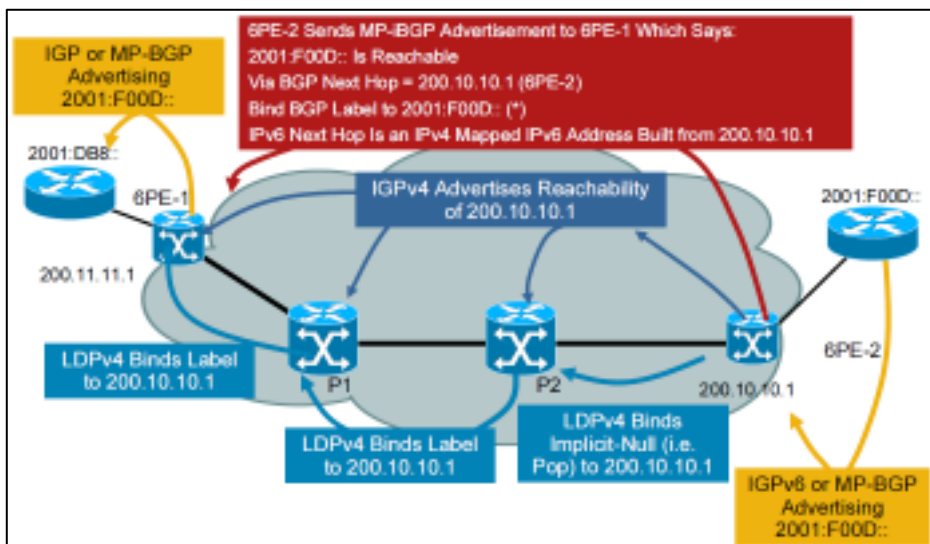 6PE-2 Sends MP-iBGP Advertisement to 6PE-1 Which Says:
2001:F00D:: Is Reachable
Via BGP Next Hop = 200.10.10.1 (6PE-2)
Bind BGP Label to 2001:F00D:: (*)
IPv6 Next Hop Is an IPv4 Mapped IPv6 Address Built from 200.10.10.1
IGP or MP-BGP
Advertising
2001:F00D::
2001:DB8::
6PE-1
200.11.11.1
IGPv4 Advertises Reachability
of 200.10.10.1
2001:F00D::
LDPv4 Binds Label
to 200.10.10.1
P1
P2
6PE-2
200.10.10.1
LDPv4 Binds Label
to 200.10.10.1
LDPv4 Binds
Implicit-Null (i.e.
Pop) to 200.10.10.1
IGPv6 or MP-BGP
Advertising
2001:F00D::